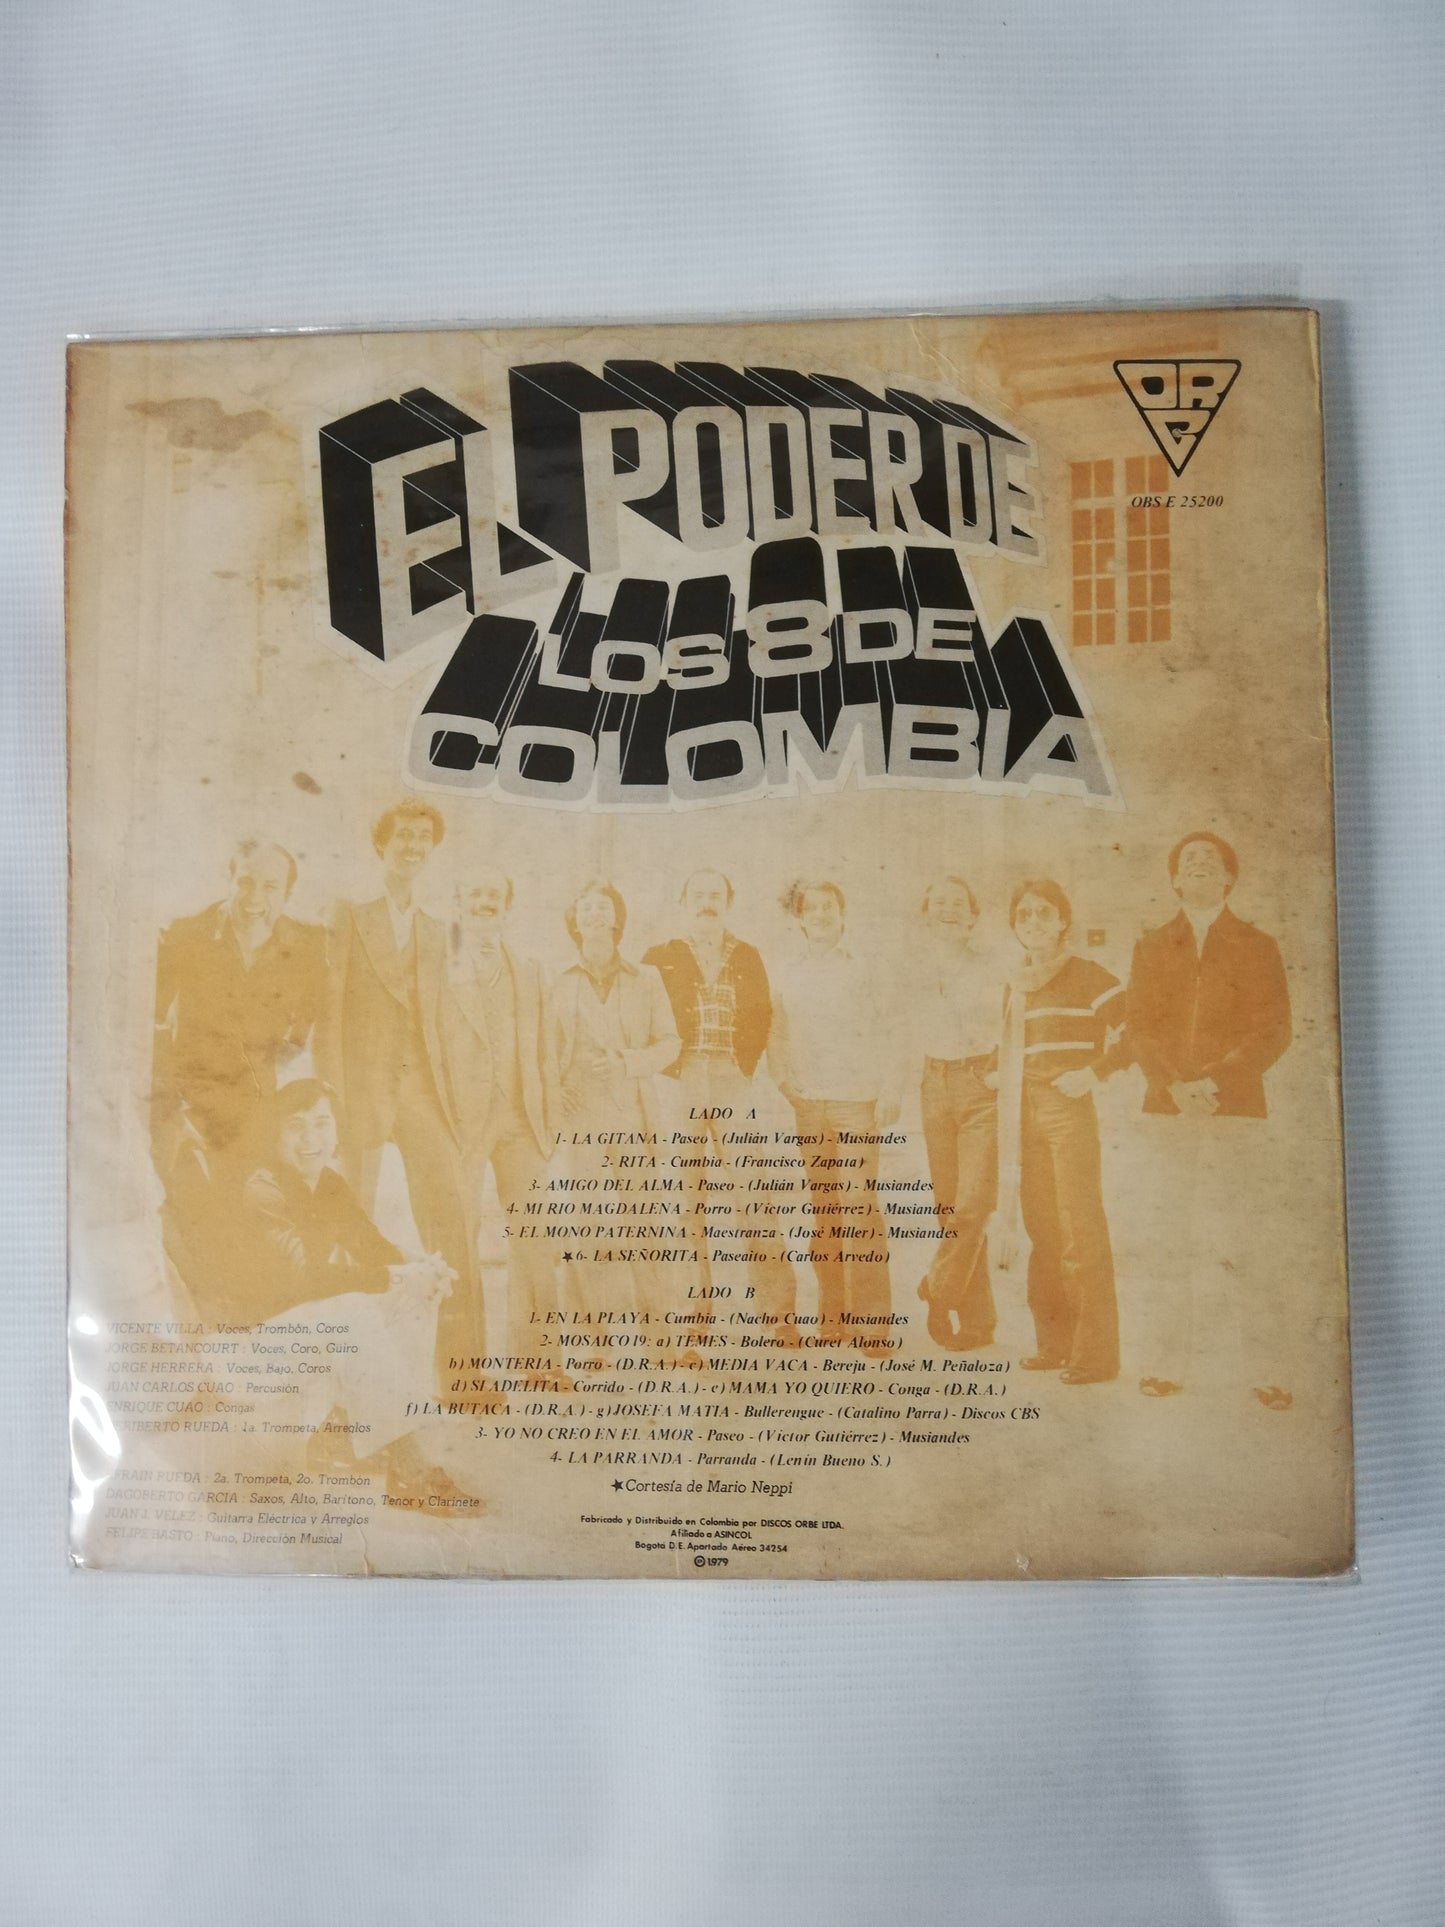 EL PODER DE
LOS 8 DE
COLOMBIA
ORB
OBS E 25200
LADO A
1- LA GITANA - Paseo - (Julián Vargas) - Musiandes
2- RITA - Cumbia - (Francisco Zapata)
3- AMIGO DEL ALMA - Paseo - (Julián Vargas) - Musiandes
4- MI RIO MAGDALENA - Porro - (Víctor Gutiérrez) - Musiandes
5- EL MONO PATERNINA - Maestranza - (José Miller) - Musiandes
★6- LA SEÑORITA - Paseaito - (Carlos Arvedo)
LADO B
1- EN LA PLAYA - Cumbia - (Nacho Cuao) - Musiandes
2- MOSAICO 19: a) TEMES - Bolero - (Curet Alonso)
b) MONTERIA - Porro - (D.R.A.) - c) MEDIA VACA - Bereju - (José M. Peñaloza)
d) SI ADELITA - Corrido - (D.R.A.) - e) MAMA YO QUIERO - Conga - (D.R.A.)
f) LA BUTACA - (D.R.A.) - g) JOSEFA MATIA - Bullerengue - (Catalino Parra) - Discos CBS
3- YO NO CREO EN EL AMOR - Paseo - (Víctor Gutiérrez) - Musiandes
4- LA PARRANDA - Parranda - (Lenín Bueno S.)
★Cortesía de Mario Neppi
VICENTE VILLA : Voces, Trombón, Coros
JORGE BETANCOURT : Voces, Coro, Guiro
JORGE HERRERA : Voces, Bajo, Coros
JUAN CARLOS CUAO : Percusión
ENRIQUE CUAO : Congas
HERIBERTO RUEDA : 1a. Trompeta, Arreglos
EFRAIN RUEDA : 2a. Trompeta, 2o. Trombón
DAGOBERTO GARCIA : Saxos, Alto, Barítono, Tenor y Clarinete
JUAN J. VELEZ : Guitarra Eléctrica y Arreglos
FELIPE BASTO : Piano, Dirección Musical
Fabricado y Distribuido en Colombia por DISCOS ORBE LTDA.
Afiliado a ASINCOL
Bogotá D.E. Apartado Aéreo 34254
℗ 1979